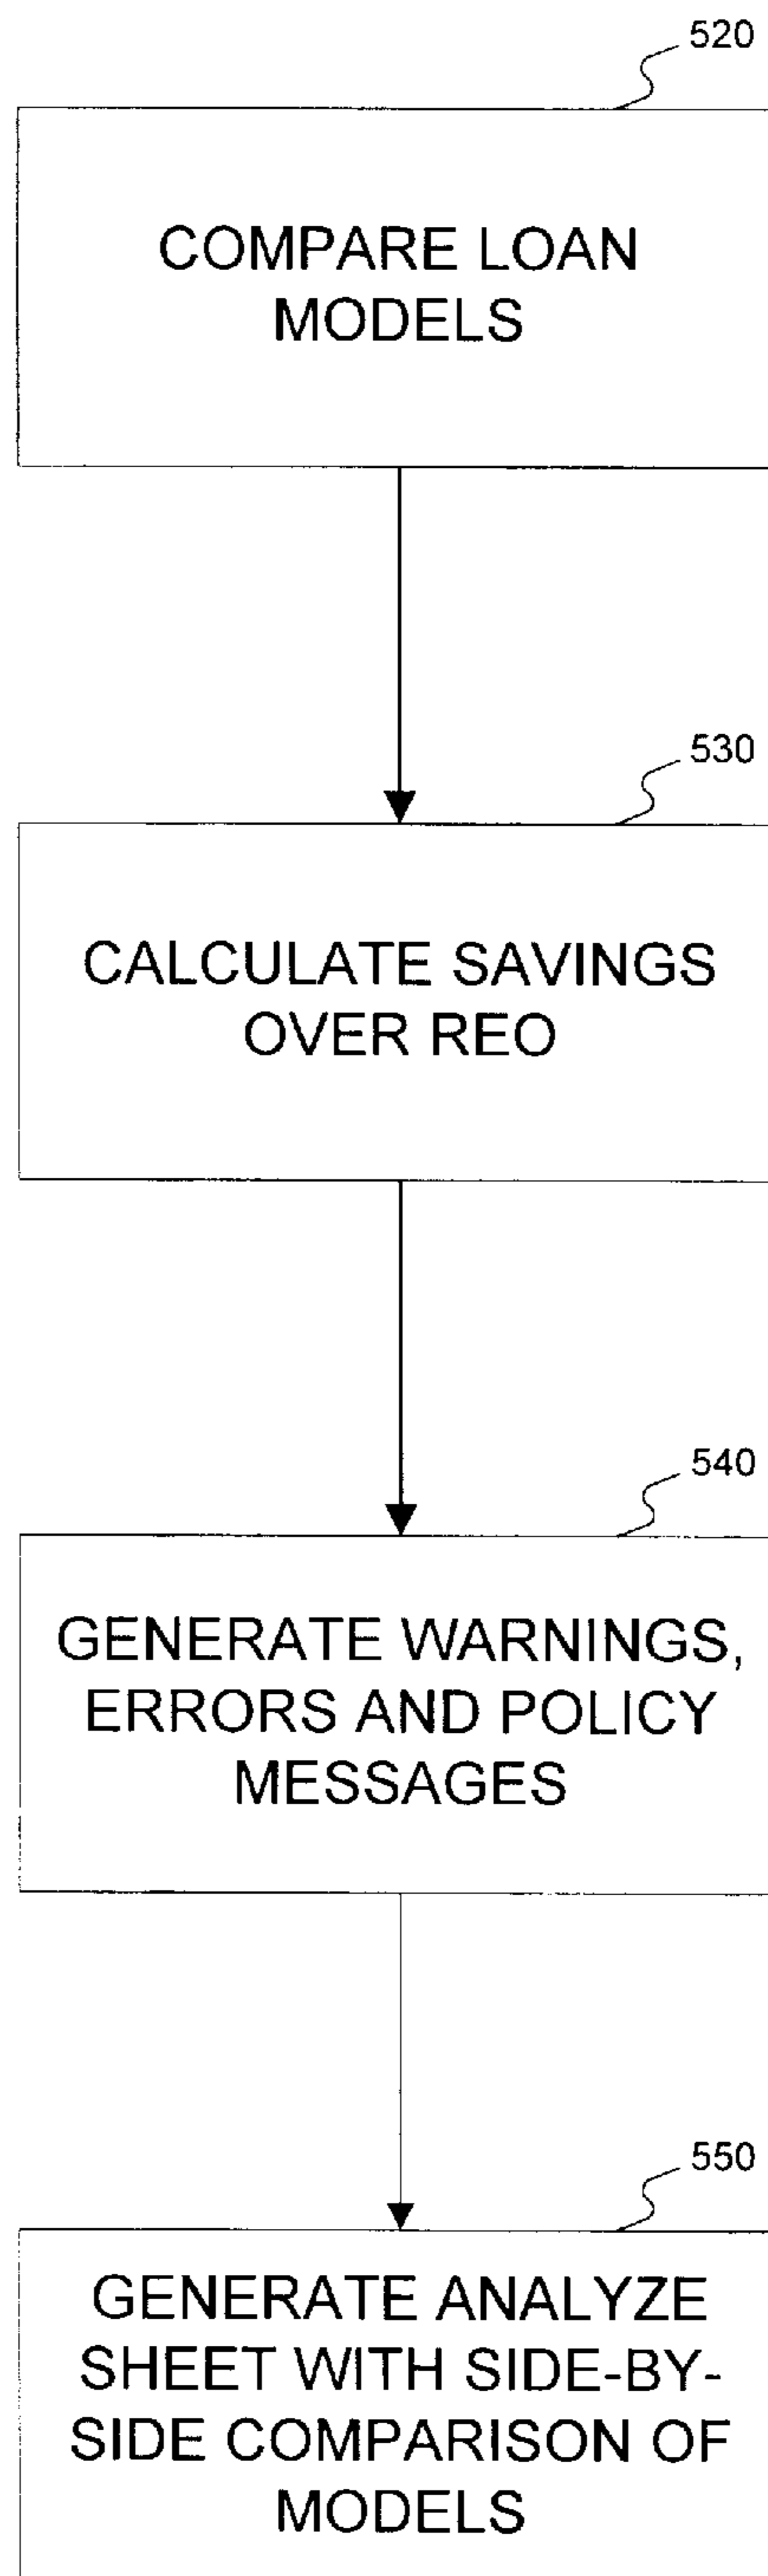 520
COMPARE LOAN
MODELS
530
CALCULATE SAVINGS
OVER REO
540
GENERATE WARNINGS,
ERRORS AND POLICY
MESSAGES
550
GENERATE ANALYZE
SHEET WITH SIDE-BY-
SIDE COMPARISON OF
MODELS